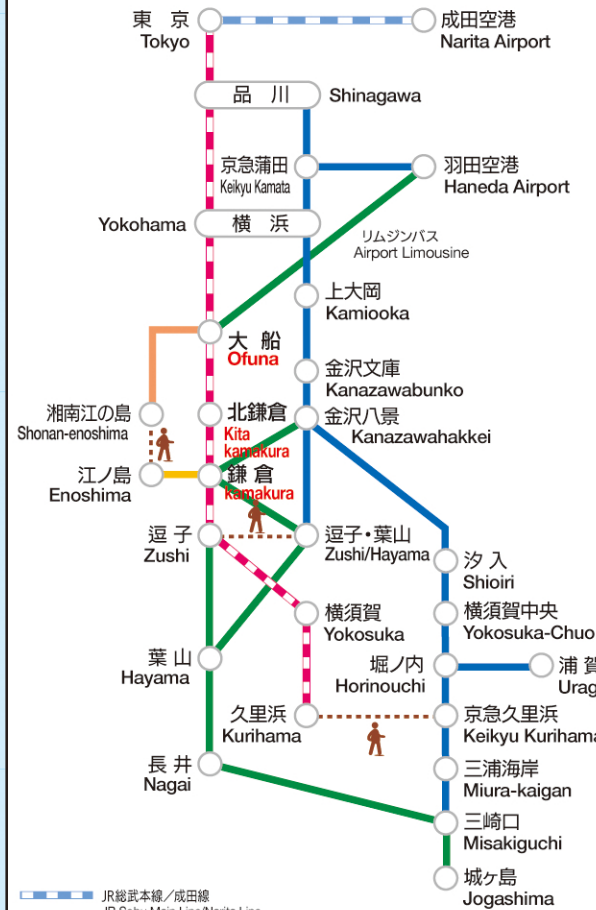 東 京
Tokyo
成田空港
Narita Airport
品 川
Shinagawa
京急蒲田
Keikyu Kamata
羽田空港
Haneda Airport
Yokohama
横 浜
リムジンバス
Airport Limousine
上大岡
Kamiooka
大 船
Ofuna
金沢文庫
Kanazawabunko
湘南江の島
Shonan-enoshima
北鎌倉
Kita
kamakura
金沢八景
Kanazawahakkei
江ノ島
Enoshima
鎌 倉
kamakura
逗 子
Zushi
逗子・葉山
Zushi/Hayama
汐 入
Shioiri
横須賀
Yokosuka
横須賀中央
Yokosuka-Chuo
葉 山
Hayama
堀ノ内
Horinouchi
浦 賀
Urag
久里浜
Kurihama
京急久里浜
Keikyu Kurihama
長 井
Nagai
三浦海岸
Miura-kaigan
三崎口
Misakiguchi
城ヶ島
Jogashima
JR総武本線／成田線
JR Sobu Main Line/Narita Line